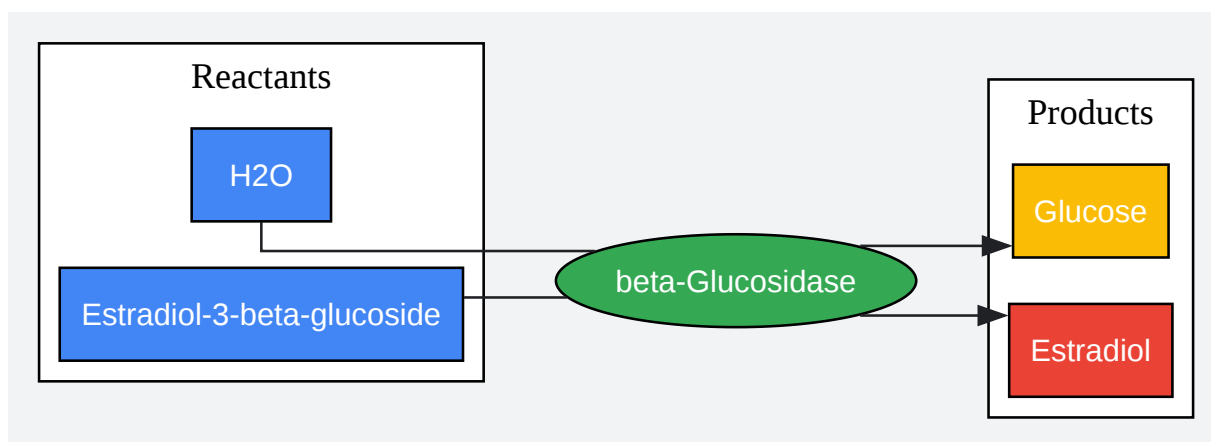 Reactants
H2O
Estradiol-3-beta-glucoside
beta-Glucosidase
Products
Glucose
Estradiol